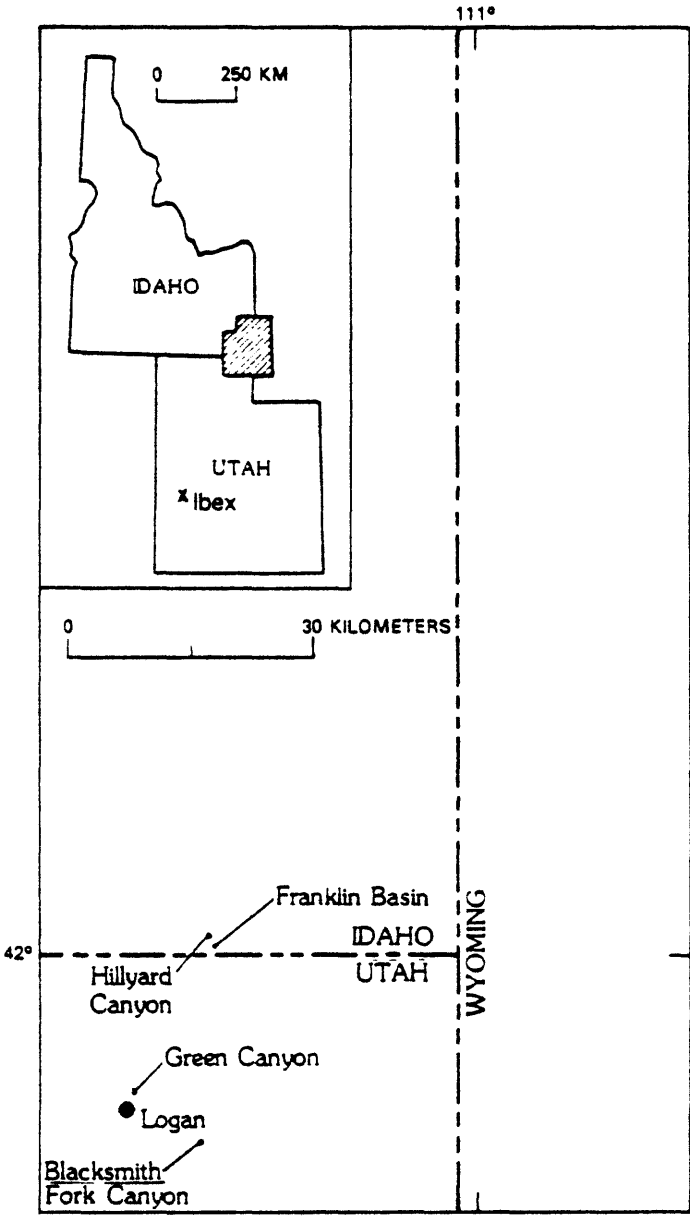 111°
0 250 KM
IDAHO
UTAH
x Ibex
0 30 KILOMETERS
Franklin Basin
IDAHO
42°
UTAH
WYOMING
Hillyard
Canyon
Green Canyon
Logan
Blacksmith
Fork Canyon